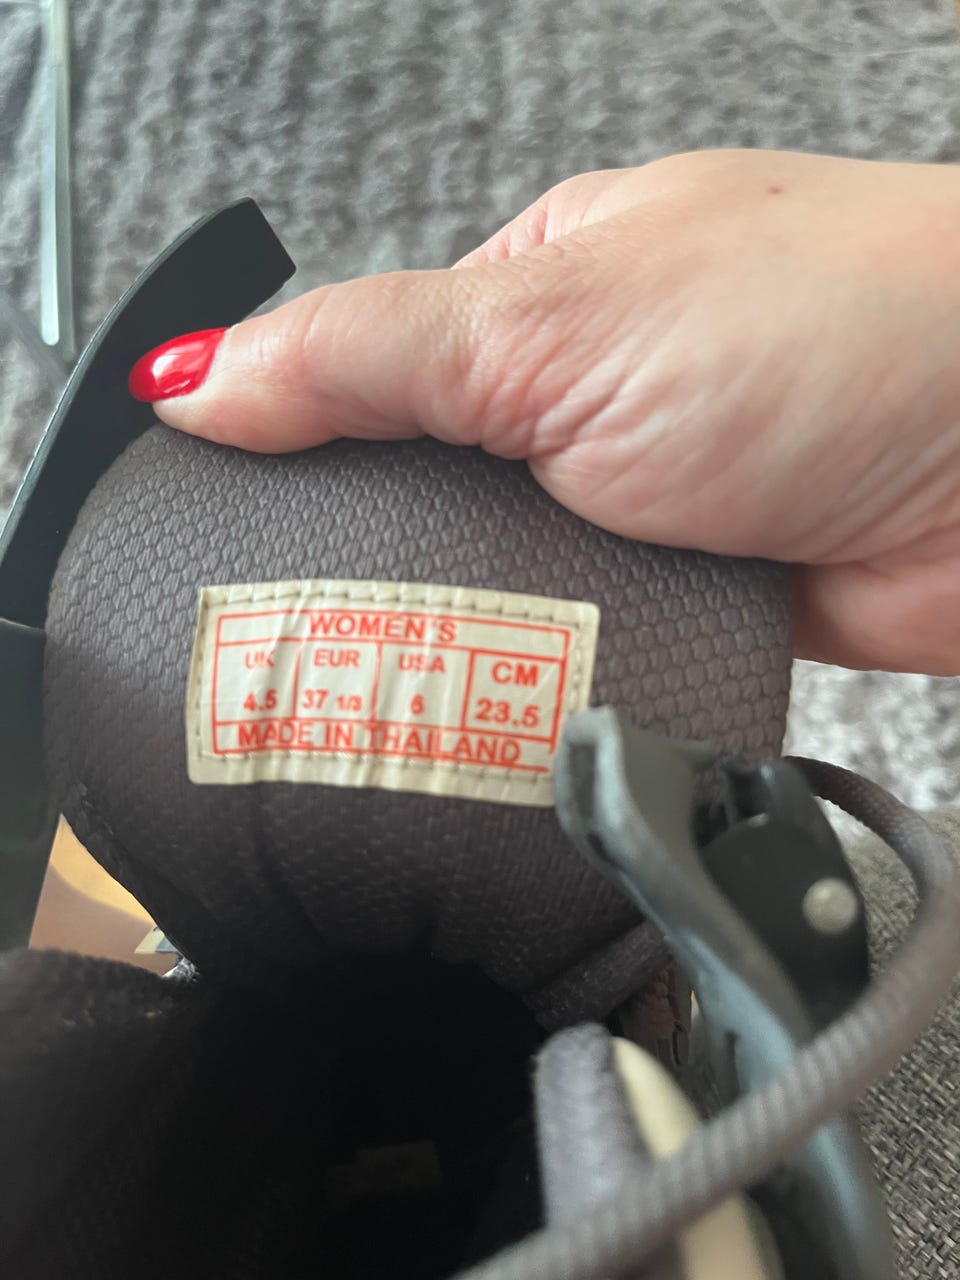 WOMEN'S
UK EUR USA CM
4.5 37 1/3 6 23.5
MADE IN THAILAND